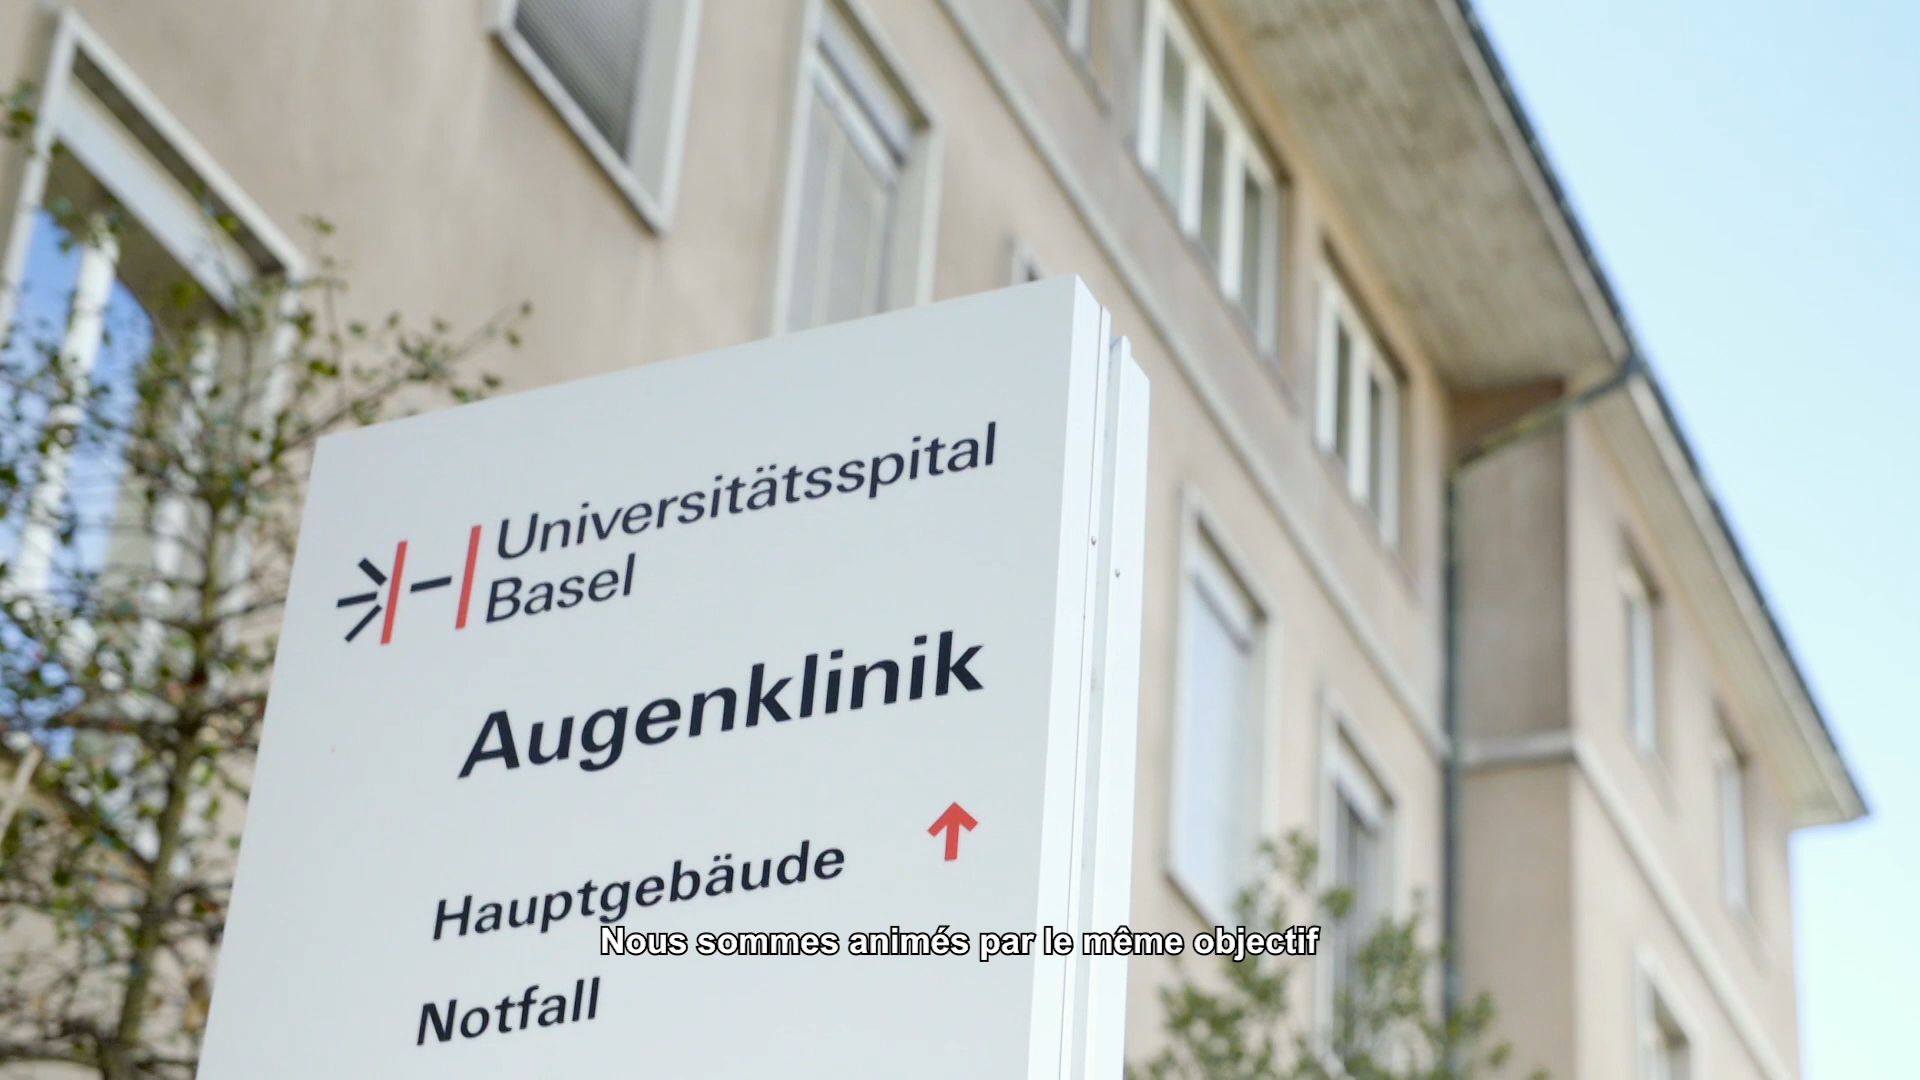 Universitätsspital
Basel
Augenklinik
Hauptgebäude
Nous sommes animés par le même objectif
Notfall